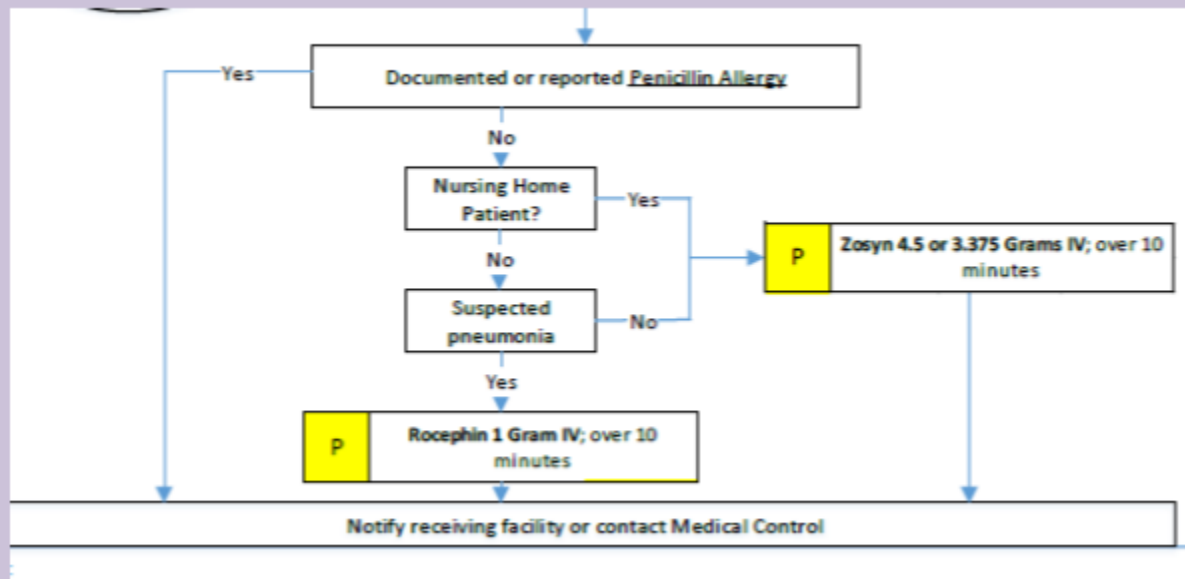 Yes
Documented or reported Penicillin Allergy
No
Nursing Home
Patient?
Yes
P
Zosyn 4.5 or 3.375 Grams IV; over 10
minutes
No
Suspected
pneumonia
No
Yes
P
Rocephin 1 Gram IV; over 10
minutes
Notify receiving facility or contact Medical Control